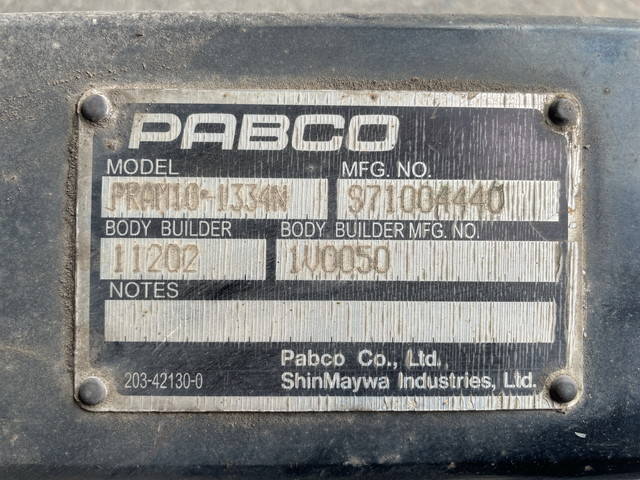 PABCO
MODEL MFG. NO.
PRAM10-1334N S71004440
BODY BUILDER BODY BUILDER MFG. NO.
11202 1V0050
NOTES
Pabco Co., Ltd.
203-42130-0 ShinMaywa Industries, Ltd.